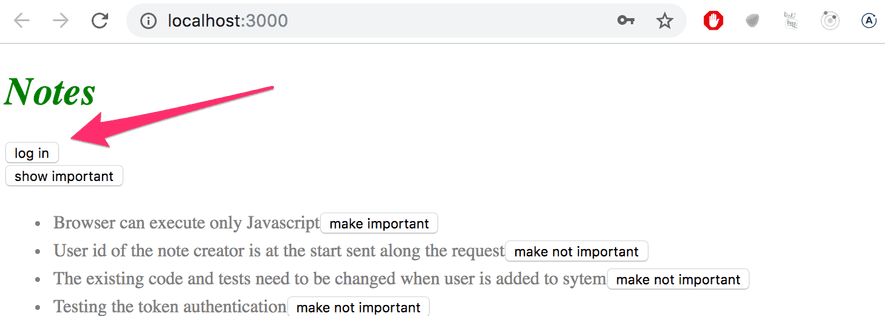 localhost:3000
Notes
log in
show important
Browser can execute only Javascript make important
User id of the note creator is at the start sent along the request make not important
The existing code and tests need to be changed when user is added to sytem make not important
Testing the token authentication make not important